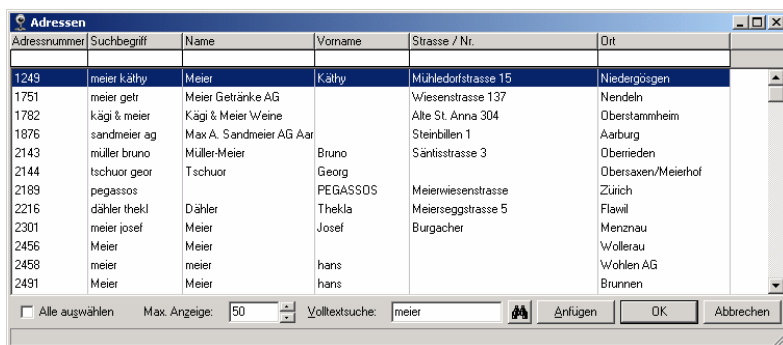 Adressen
Adressnummer Suchbegriff Name Vorname Strasse / Nr. Ort
1249 meier käthy Meier Käthy Mühledorfstrasse 15 Niedergösgen
1751 meier getr Meier Getränke AG Wiesenstrasse 137 Nendeln
1782 kägi & meier Kägi & Meier Weine Alte St. Anna 304 Oberstammheim
1876 sandmeier ag Max A. Sandmeier AG Aar Steinbillen 1 Aarburg
2143 müller bruno Müller-Meier Bruno Säntisstrasse 3 Oberrieden
2144 tschuor geor Tschuor Georg Obersaxen/Meierhof
2189 pegassos PEGASSOS Meierwiesenstrasse Zürich
2216 dähler thekl Dähler Thekla Meierseggstrasse 5 Flawil
2301 meier josef Meier Josef Burgacher Menznau
2456 Meier Meier Wollerau
2458 meier meier hans Wohlen AG
2491 Meier Meier hans Brunnen
Alle auswählen Max. Anzeige: 50 Volltextsuche: meier Anfügen OK Abbrechen